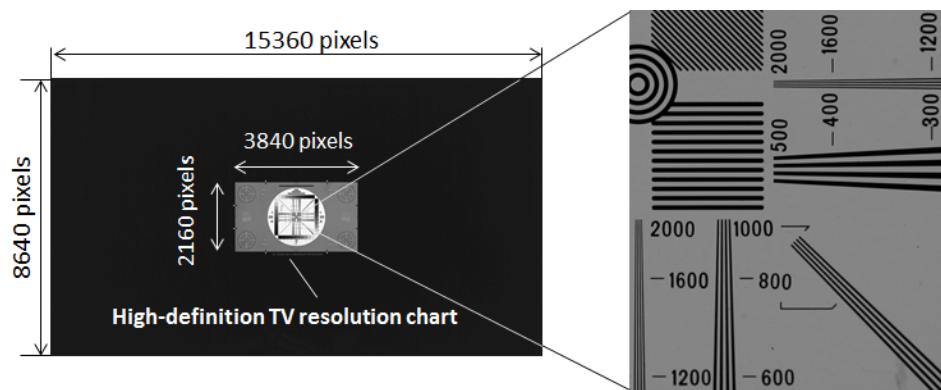 15360 pixels
8640 pixels
3840 pixels
2160 pixels
High-definition TV resolution chart
2000
−1600
−1200
500
−400
−300
2000
1000
−1600
−800
−1200
−600